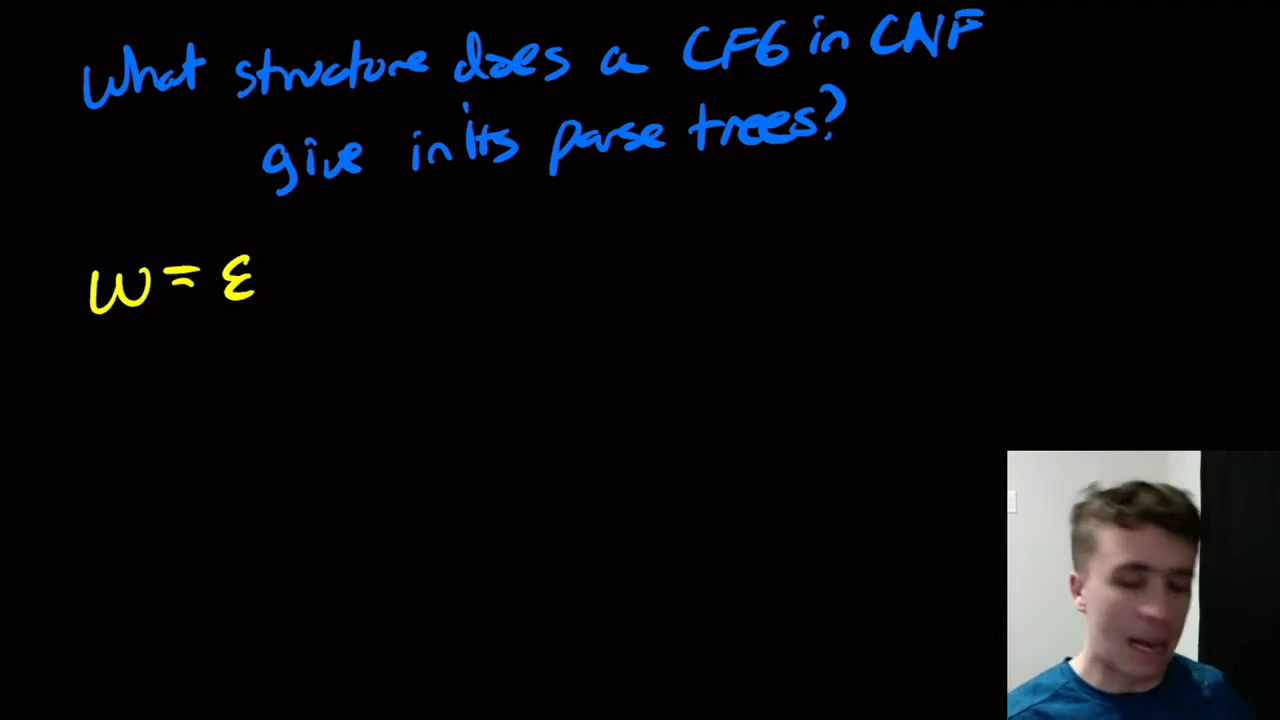 What structure does a CFG in CNF
give in its parse trees?
w = ε